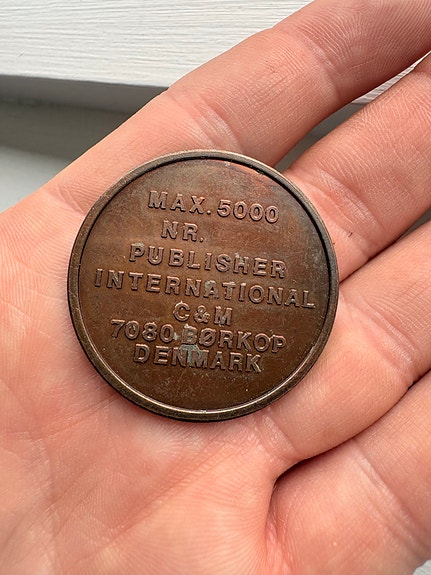 MAX. 5000
NR.
PUBLISHER
INTERNATIONAL
C&M
7080 BØRKOP
DENMARK